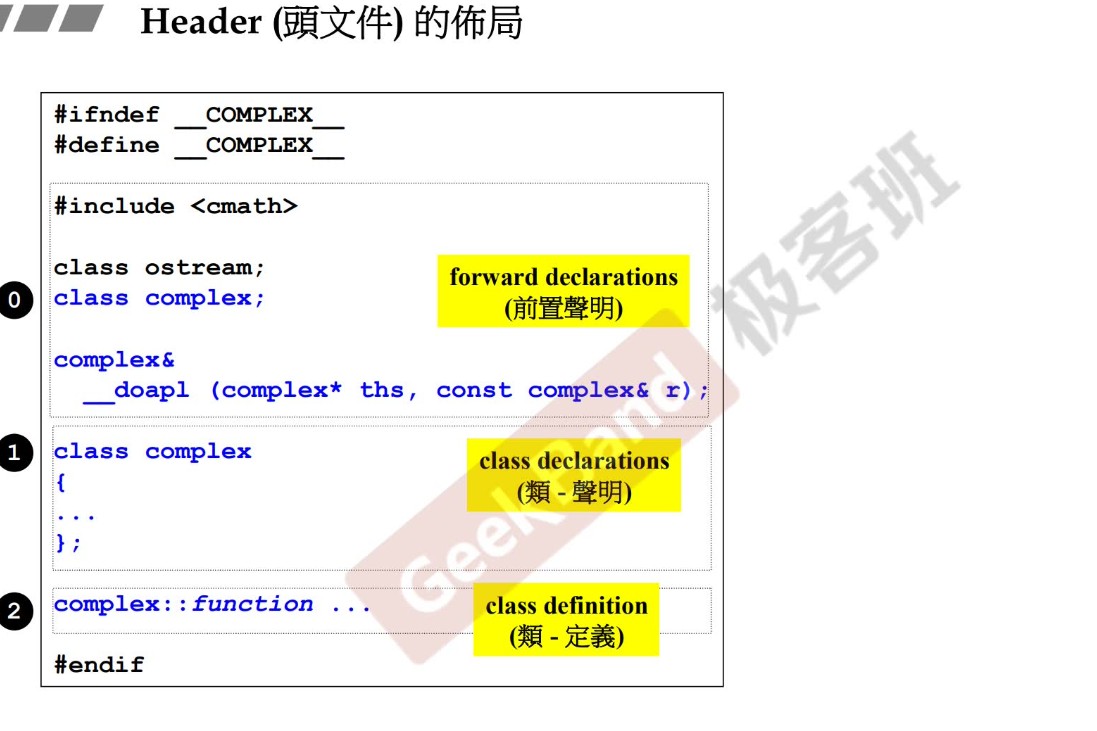 Header (頭文件) 的佈局
#ifndef __COMPLEX__
#define __COMPLEX__
#include <cmath>
class ostream;
0
class complex;
forward declarations
(前置聲明)
complex&
__doapl (complex* ths, const complex& r);
1
class complex
{
...
};
class declarations
(類 - 聲明)
2
complex::function ...
class definition
(類 - 定義)
#endif
GeekBand 极客班